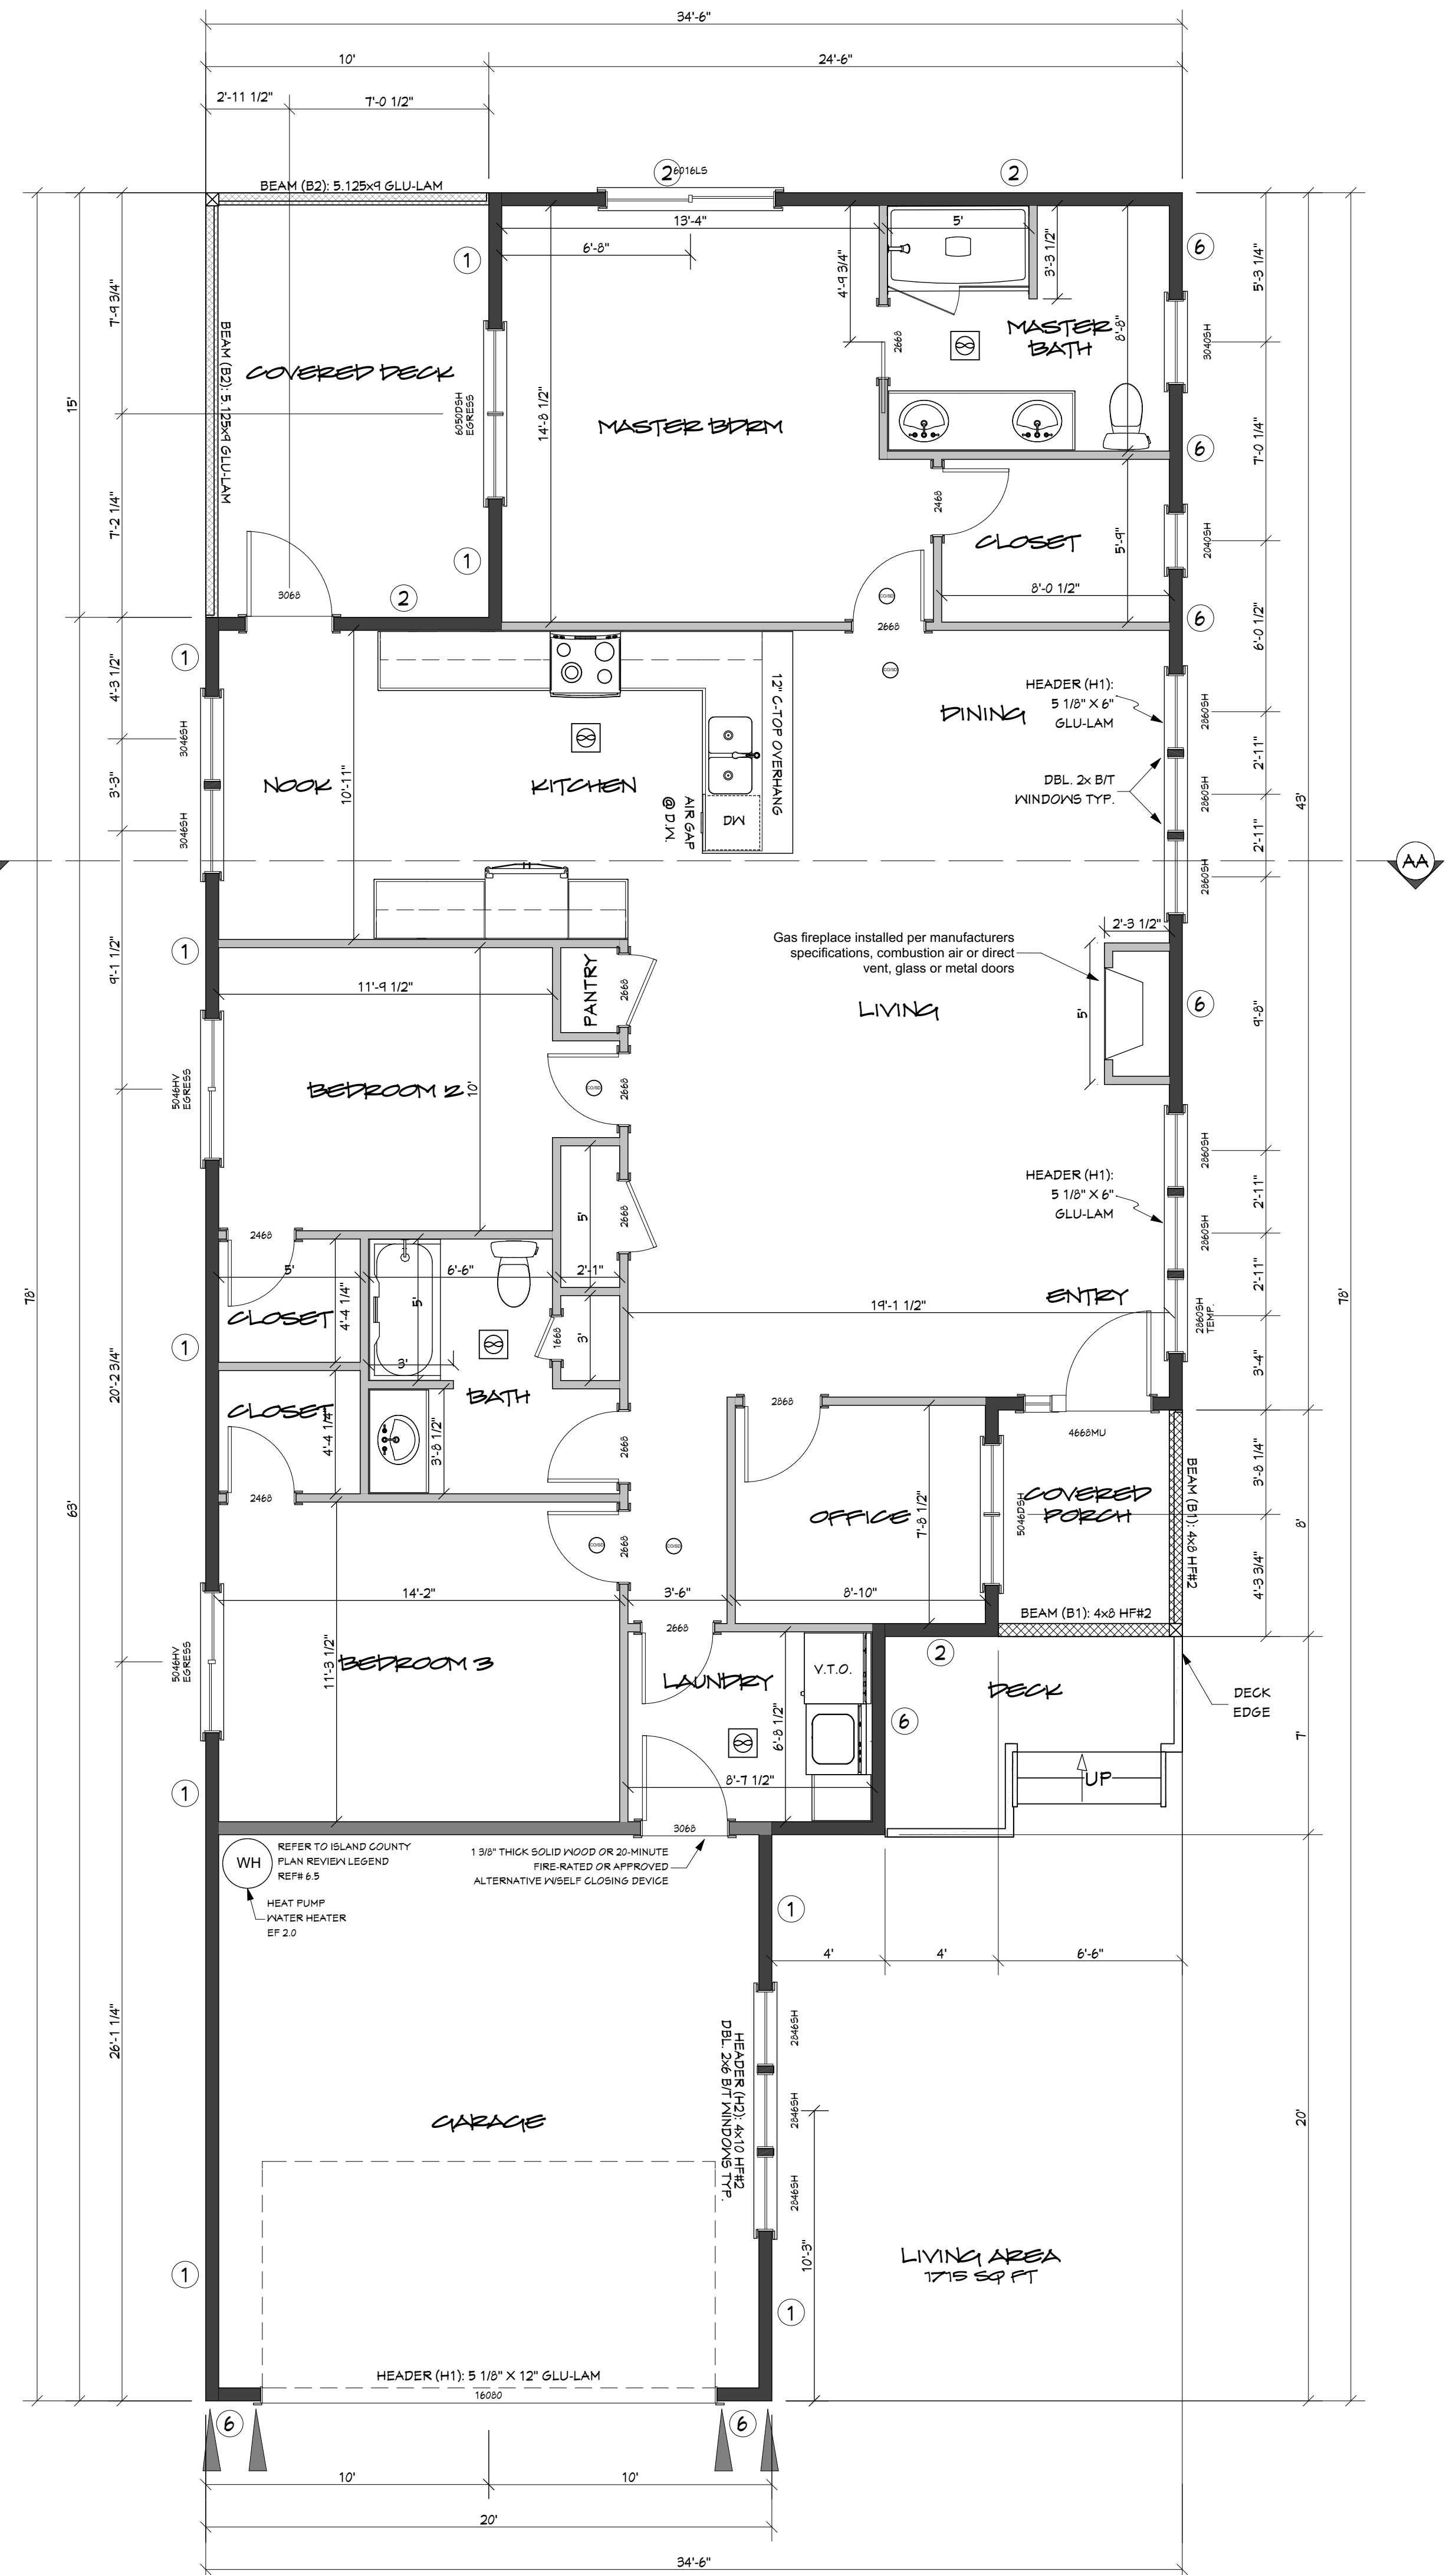 34'-6"
10'
24'-6"
2'-11 1/2"
7'-0 1/2"
BEAM (B2): 5.125x9 GLU-LAM
2
6016LS
2
13'-4"
5'
6'-8"
1
4'-9 3/4"
3'-3 1/2"
6
5'-3 1/4"
7'-9 3/4"
BEAM (B2): 5.125x9 GLU-LAM
COVERED DECK
2668
MASTER
BATH
8'-8"
3040SH
15'
6050DSH
EGRESS
14'-8 1/2"
MASTER BDRM
7'-0 1/4"
6
7'-2 1/4"
1
2468
CLOSET
5'-9"
2040SH
3068
2
CO/SD
8'-0 1/2"
2668
6
6'-0 1/2"
1
4'-3 1/2"
CO/SD
12" C-TOP OVERHANG
HEADER (H1):
5 1/8" X 6"
GLU-LAM
DINING
2860SH
3046SH
2'-11"
3'-3"
NOOK
10'-11"
KITCHEN
DBL. 2x B/T
WINDOWS TYP.
2860SH
43'
3046SH
AIR GAP
@ D.W.
DW
2'-11"
AA
2860SH
1
9'-1 1/2"
2'-3 1/2"
Gas fireplace installed per manufacturers
specifications, combustion air or direct
vent, glass or metal doors
11'-9 1/2"
PANTRY
2668
LIVING
5'
6
9'-8"
5046HV
EGRESS
BEDROOM 2
10'
CO/SD
2668
2860SH
HEADER (H1):
5 1/8" X 6"
GLU-LAM
2'-11"
5'
2668
2468
2860SH
5'
6'-6"
2'-1"
2'-11"
78'
78'
ENTRY
19'-1 1/2"
CLOSET
4'-4 1/4"
5'
1668
3'
2860SH
TEMP.
1
3'
3'-4"
20'-2 3/4"
BATH
2868
CLOSET
4'-4 1/4"
3'-8 1/2"
2668
4668MU
3'-8 1/4"
63'
2468
COVERED
PORCH
5046DSH
BEAM (B1): 4x8 HF#2
OFFICE
7'-8 1/2"
8'
CO/SD
2668
CO/SD
14'-2"
3'-6"
8'-10"
4'-3 3/4"
BEAM (B1): 4x8 HF#2
2668
2
5046HV
EGRESS
11'-3 1/2"
BEDROOM 3
LAUNDRY
V.T.O.
DECK
DECK
EDGE
6
6'-8 1/2"
7'
1
8'-7 1/2"
UP
3068
WH
REFER TO ISLAND COUNTY
PLAN REVIEW LEGEND
REF# 6.5
1 3/8" THICK SOLID WOOD OR 20-MINUTE
FIRE-RATED OR APPROVED
ALTERNATIVE W/SELF CLOSING DEVICE
HEAT PUMP
WATER HEATER
EF 2.0
1
4'
4'
6'-6"
26'-1 1/4"
2846SH
HEADER (H2): 4x10 HF#2
DBL. 2x6 B/T WINDOWS TYP.
GARAGE
2846SH
20'
2846SH
10'-3"
LIVING AREA
1715 SQ FT
1
1
HEADER (H1): 5 1/8" X 12" GLU-LAM
16080
6
6
10'
10'
20'
34'-6"